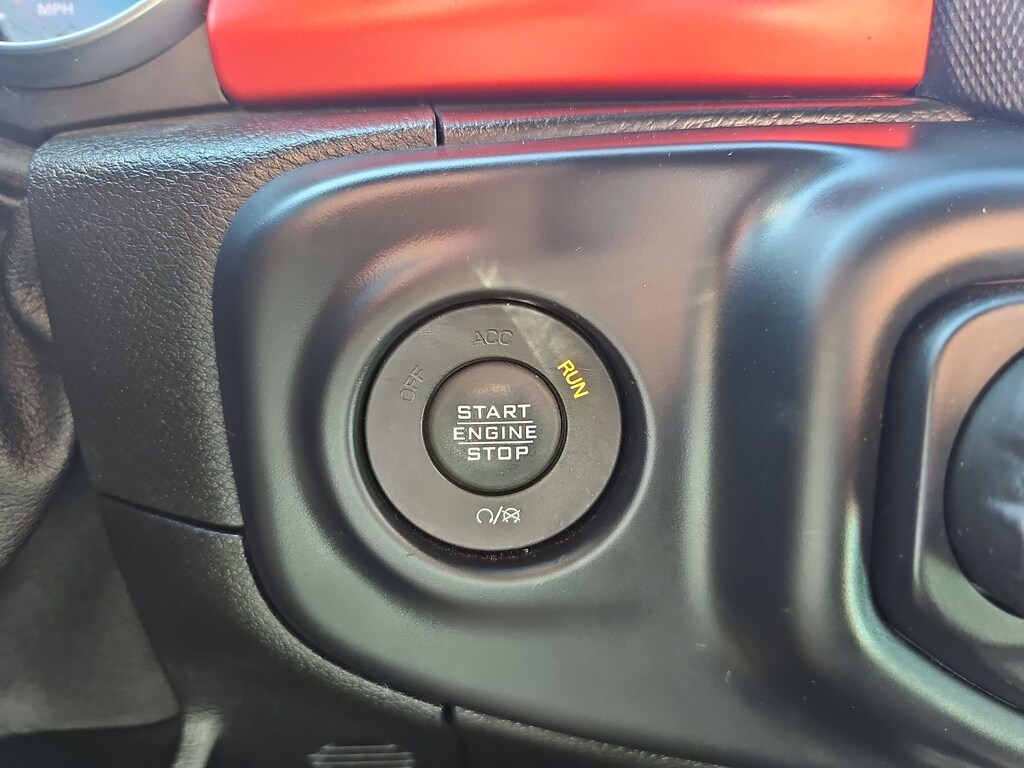 MPH
ACC
OFF
RUN
START
ENGINE
STOP